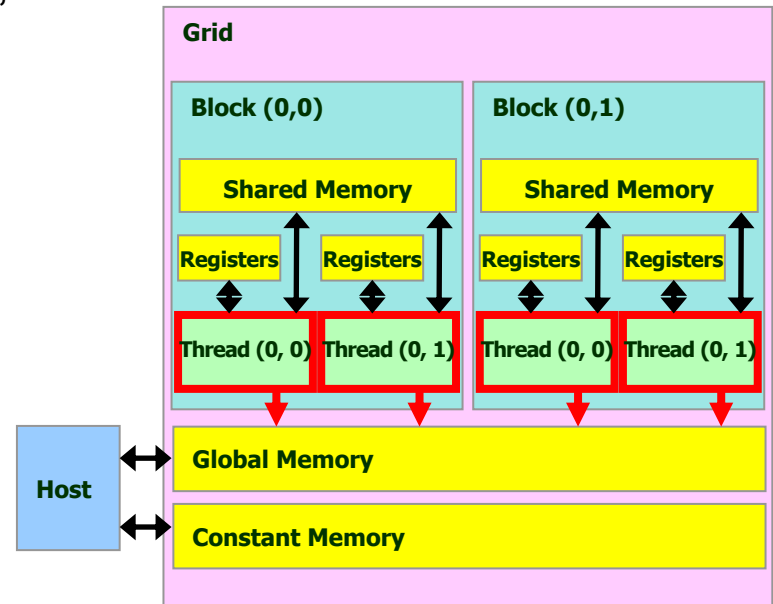 Grid
Block (0,0)
Block (0,1)
Shared Memory
Shared Memory
Registers
Registers
Registers
Registers
Thread (0, 0)
Thread (0, 1)
Thread (0, 0)
Thread (0, 1)
Host
Global Memory
Constant Memory